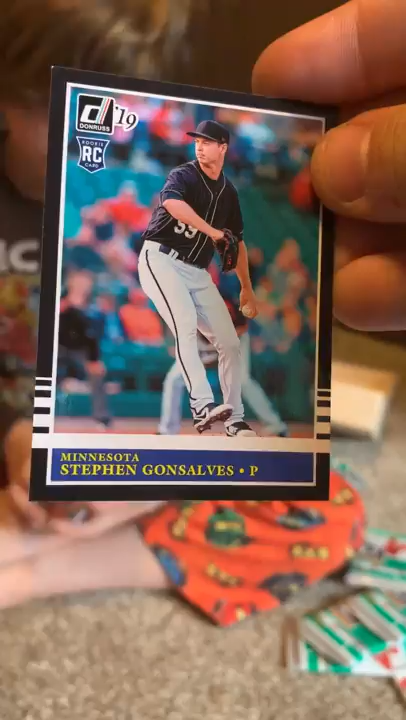 DONRUSS '19
ROOKIE
RC
CARD
59
MINNESOTA
STEPHEN GONSALVES • P